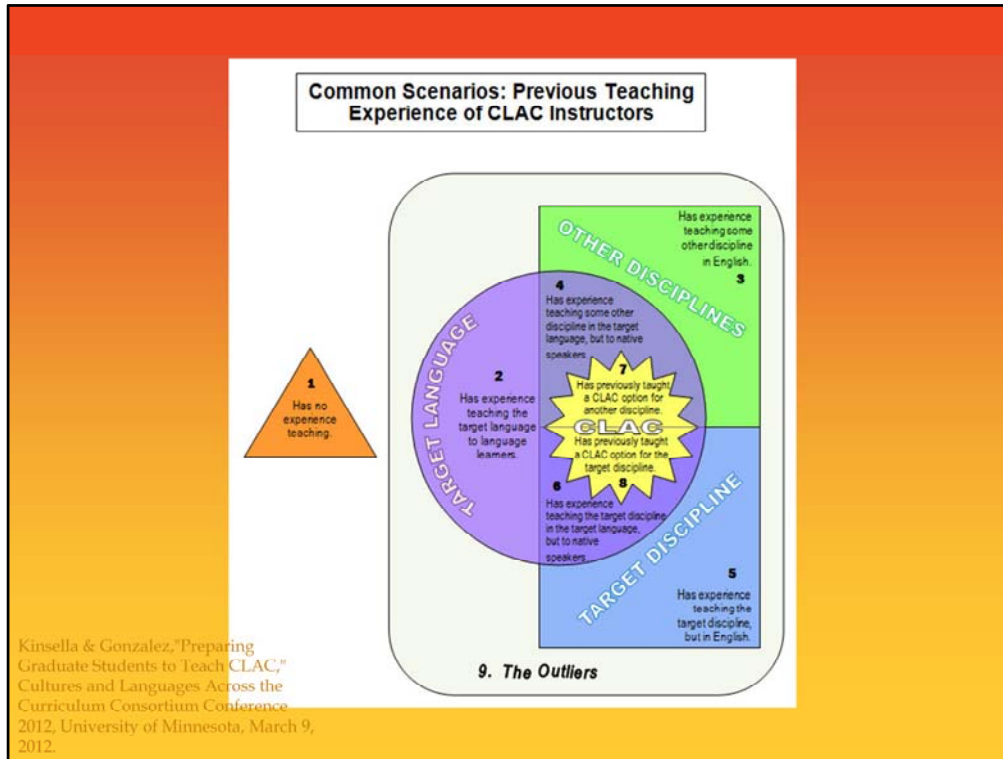 Common Scenarios: Previous Teaching
Experience of CLAC Instructors
OTHER DISCIPLINES
Has experience
teaching some
other discipline
in English.
3
4
Has experience
teaching some other
discipline in the target
language, but to native
speakers.
TARGET LANGUAGE
1
Has no
experience
teaching.
2
Has experience
teaching the
target language
to language
learners.
7
Has previously taught
a CLAC option for
another discipline.
CLAC
Has previously taught
a CLAC option for the
target discipline.
8
6
Has experience
teaching the target discipline
in the target language,
but to native
speakers.
TARGET DISCIPLINE
5
Has experience
teaching the
target discipline,
but in English.
9. The Outliers
Kinsella & Gonzalez,"Preparing
Graduate Students to Teach CLAC,"
Cultures and Languages Across the
Curriculum Consortium Conference
2012, University of Minnesota, March 9,
2012.